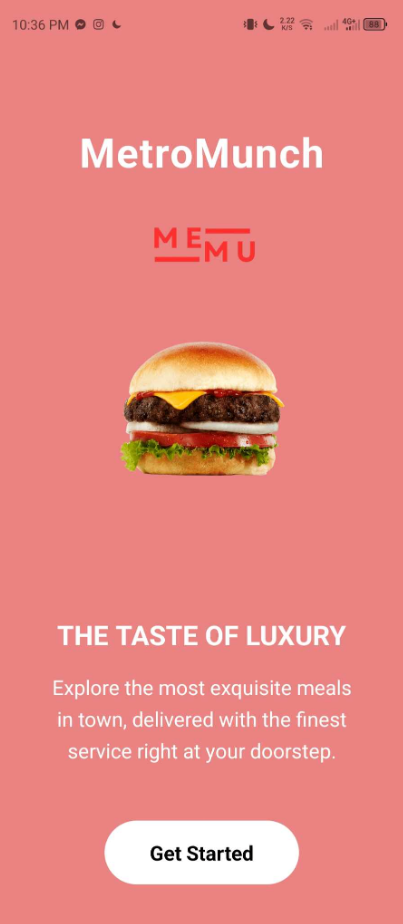 10:36 PM 2.22 K/S 4G+ 88
MetroMunch
ME
MU
THE TASTE OF LUXURY
Explore the most exquisite meals
in town, delivered with the finest
service right at your doorstep.
Get Started